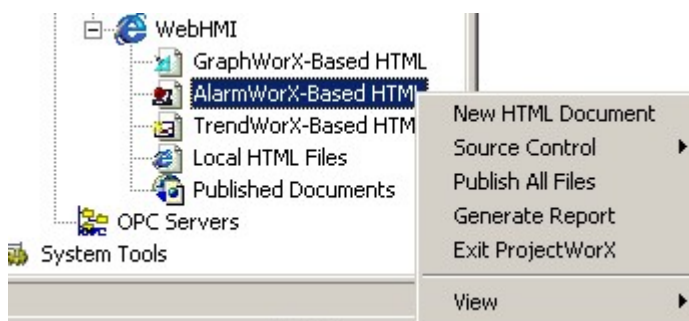 WebHMI
GraphWorX-Based HTML
AlarmWorX-Based HTML
TrendWorX-Based HTM
Local HTML Files
Published Documents
OPC Servers
System Tools
New HTML Document
Source Control
Publish All Files
Generate Report
Exit ProjectWorX
View